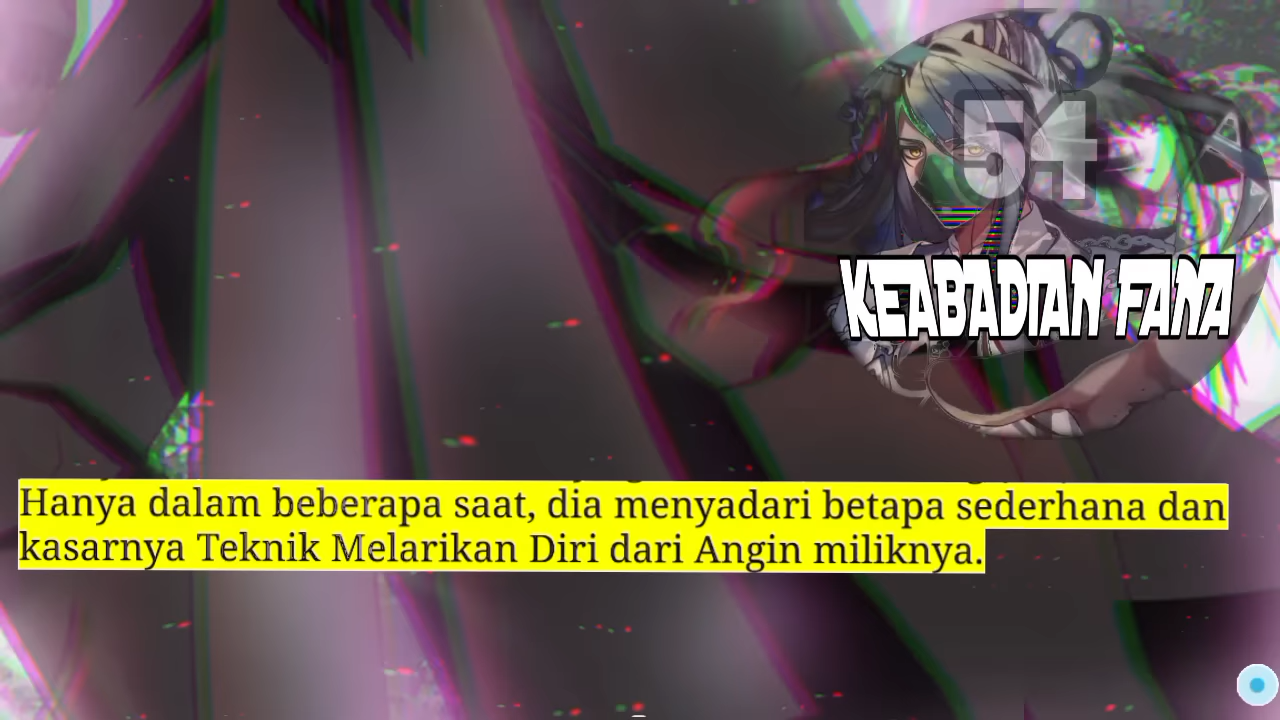 54
KEABADIAN FANA
Hanya dalam beberapa saat, dia menyadari betapa sederhana dan
kasarnya Teknik Melarikan Diri dari Angin miliknya.